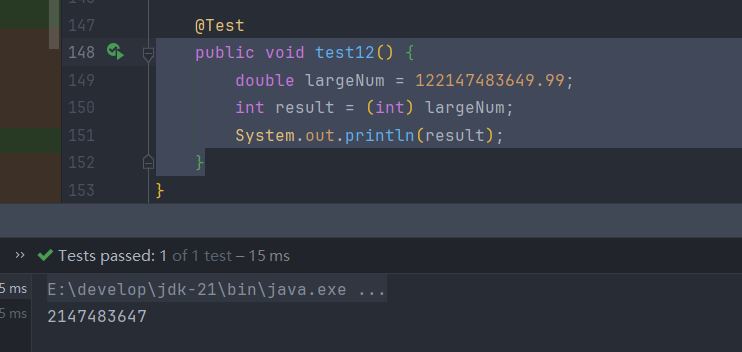 147 @Test
148 public void test12() {
149 double largeNum = 122147483649.99;
150 int result = (int) largeNum;
151 System.out.println(result);
152 }
153 }
›› Tests passed: 1 of 1 test – 15 ms
5 ms E:\develop\jdk-21\bin\java.exe ...
5 ms 2147483647